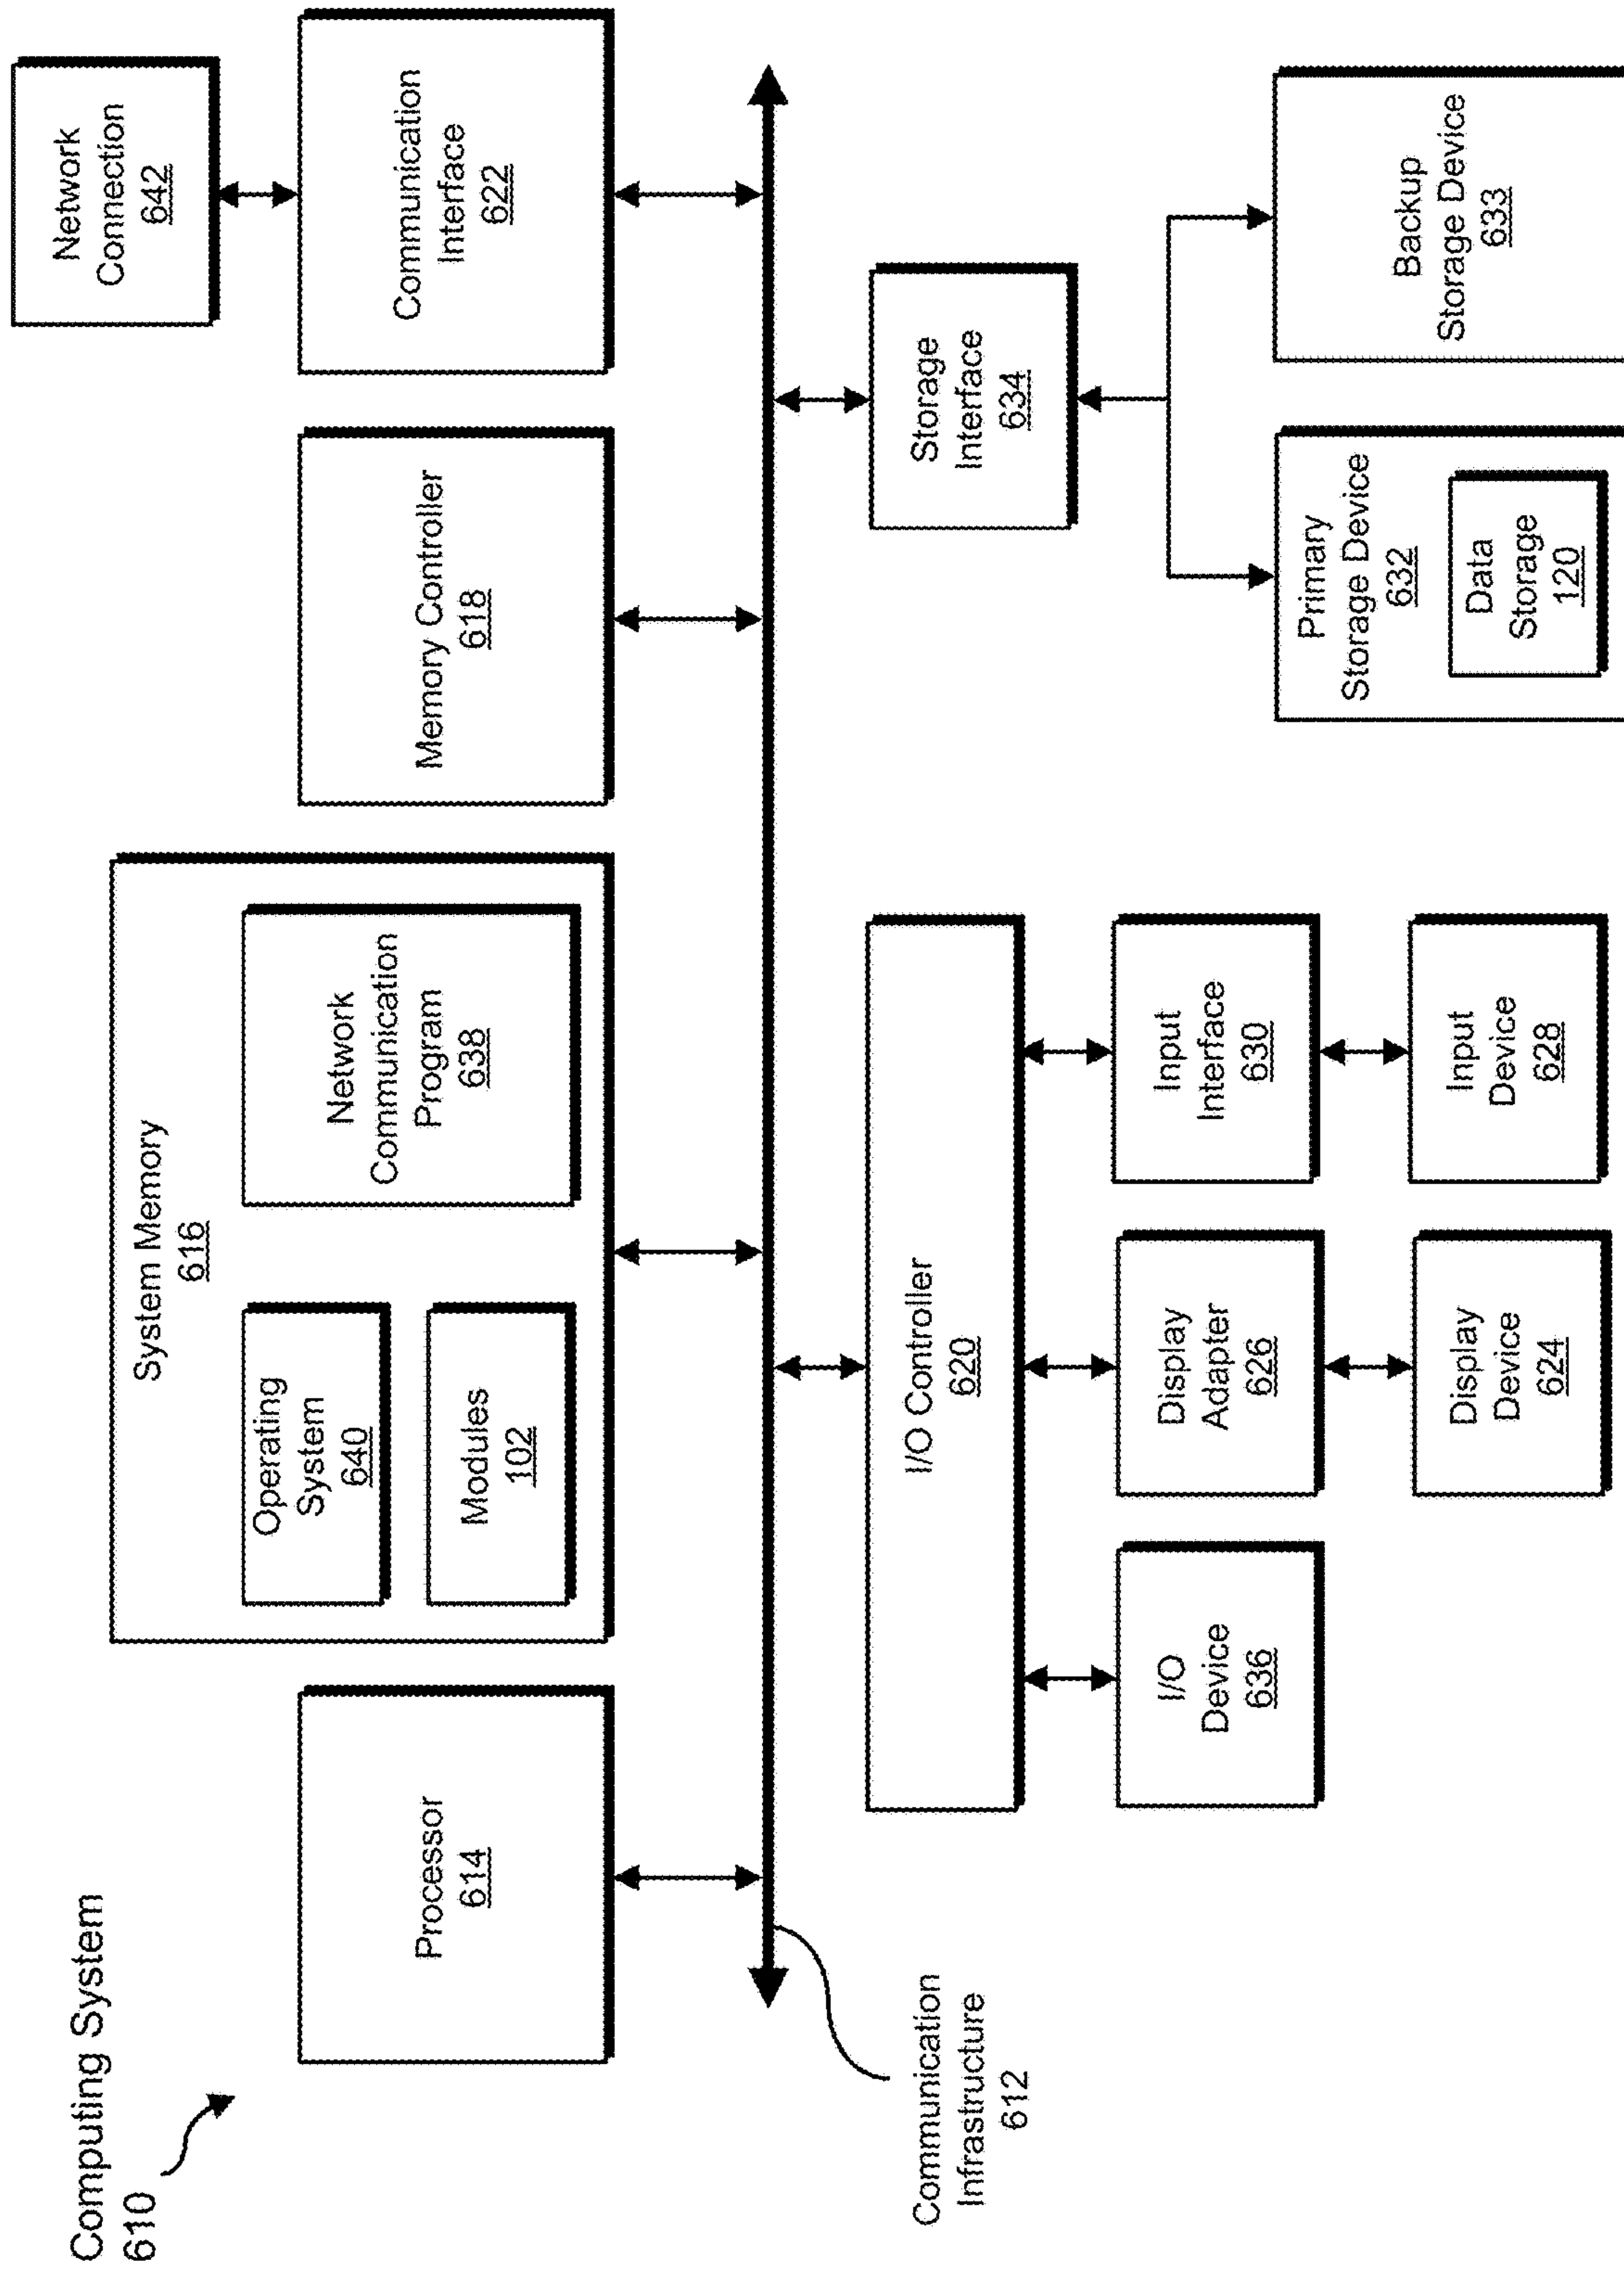 Computing System
610
Processor
614
System Memory
616
Operating
System
640
Modules
102
Network
Communication
Program
638
Memory Controller
618
Communication
Interface
622
Network
Connection
642
Communication
Infrastructure
612
I/O Controller
620
I/O
Device
636
Display
Adapter
626
Display
Device
624
Input
Interface
630
Input
Device
628
Storage
Interface
634
Primary
Storage Device
632
Data
Storage
120
Backup
Storage Device
633